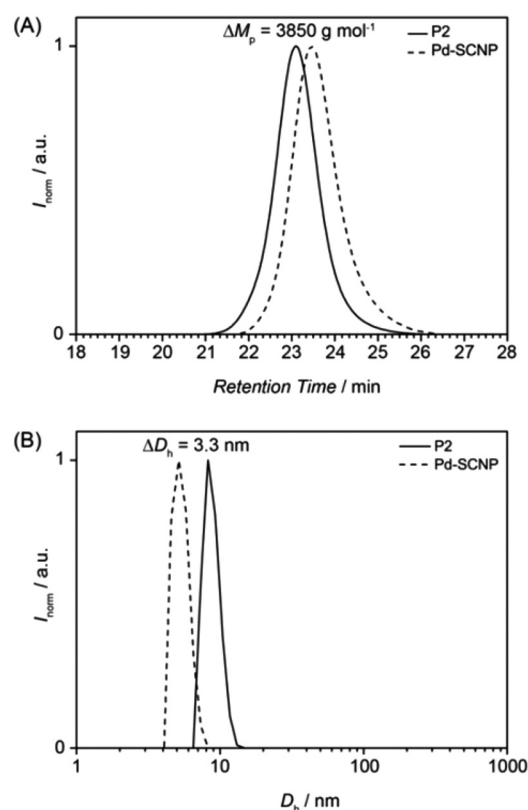 (A)
ΔMp = 3850 g mol-1
P2
Pd-SCNP
Inorm / a.u.
1
0
18 19 20 21 22 23 24 25 26 27 28
Retention Time / min
(B)
ΔDh = 3.3 nm
P2
Pd-SCNP
Inorm / a.u.
1
0
1 10 100 1000
Dh / nm